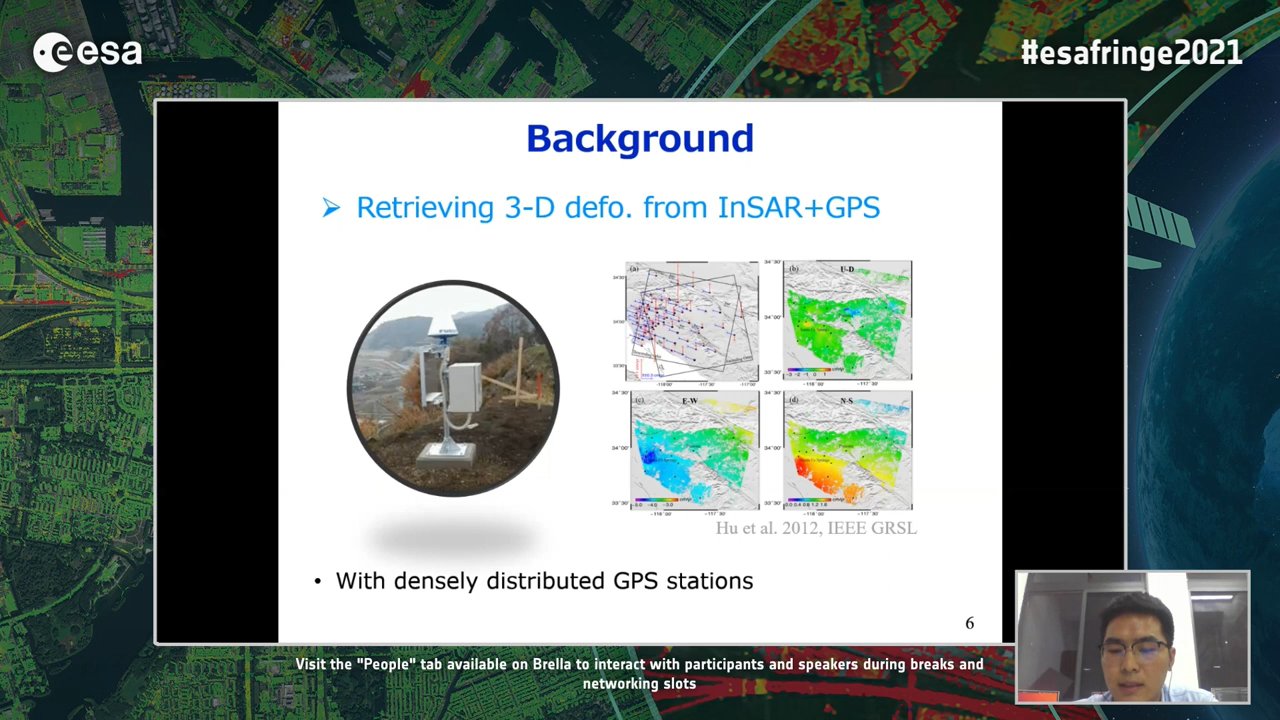 esa
#esafringe2021
Background
Retrieving 3-D defo. from InSAR+GPS
(a)
(b)
U-D
(c)
E-W
(d)
N-S
Hu et al. 2012, IEEE GRSL
• With densely distributed GPS stations
6
Visit the "People" tab available on Brella to interact with participants and speakers during breaks and
networking slots